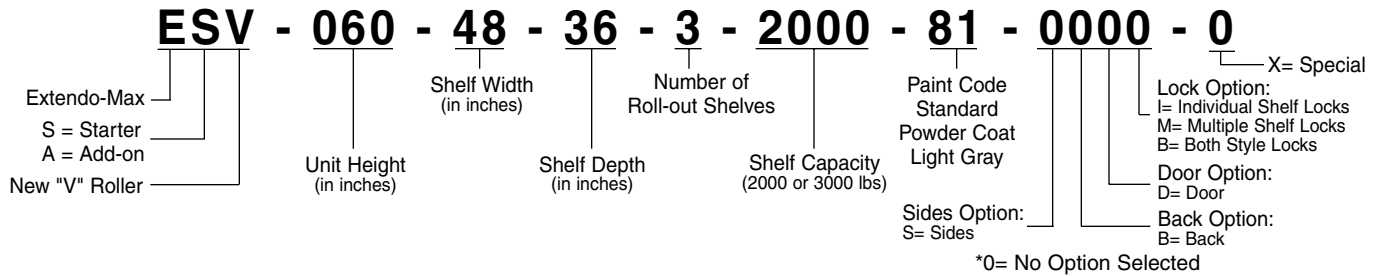 ESV - 060 - 48 - 36 - 3 - 2000 - 81 - 0000 - 0
Extendo-Max
S = Starter
A = Add-on
New "V" Roller
Unit Height
(in inches)
Shelf Width
(in inches)
Shelf Depth
(in inches)
Number of
Roll-out Shelves
Shelf Capacity
(2000 or 3000 lbs)
Paint Code
Standard
Powder Coat
Light Gray
Sides Option:
S= Sides
X= Special
Lock Option:
I= Individual Shelf Locks
M= Multiple Shelf Locks
B= Both Style Locks
Door Option:
D= Door
Back Option:
B= Back
*0= No Option Selected